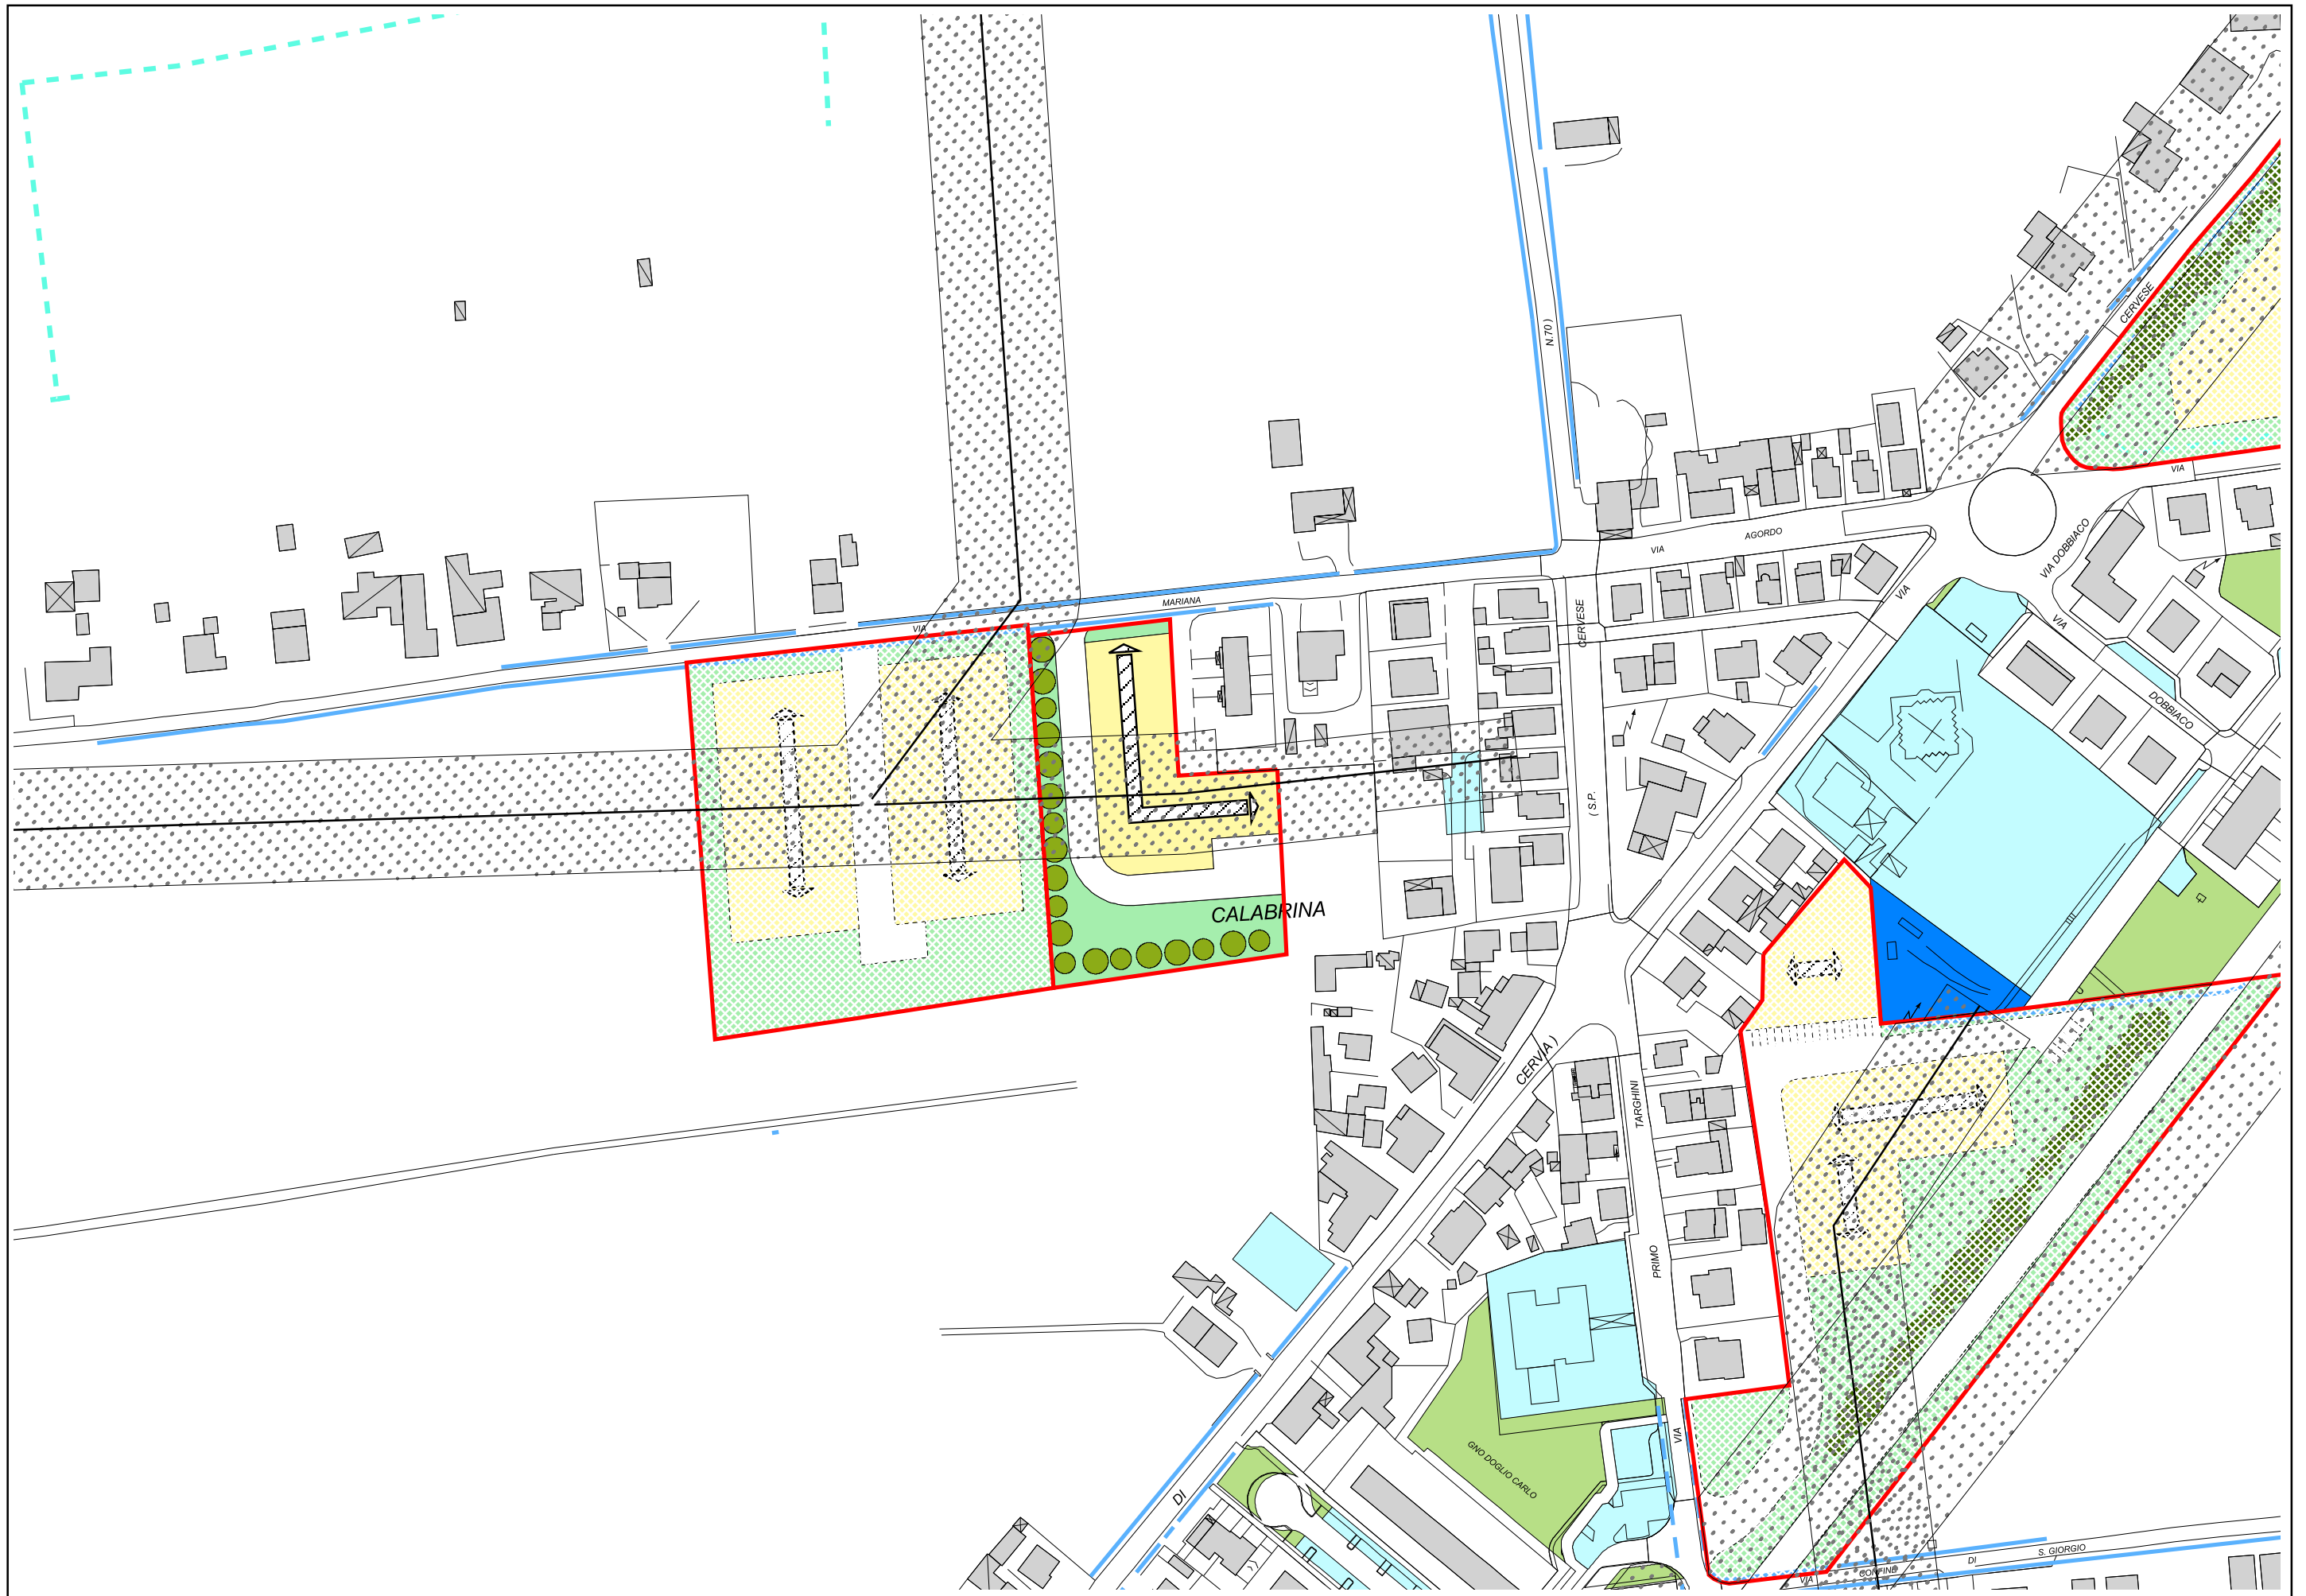 N.70 )
CERVESE
VIA
VIA DOBBIACO
AGORDO
VIA
VIA
VIA
MARIANA
VIA
CERVESE
DOBBIACO
( S.P.
CALABRINA
CERVIA )
TARGHINI
PRIMO
VIA
GNO DOGLIO CARLO
DI
S. GIORGIO
DI
CONFINE
VIA